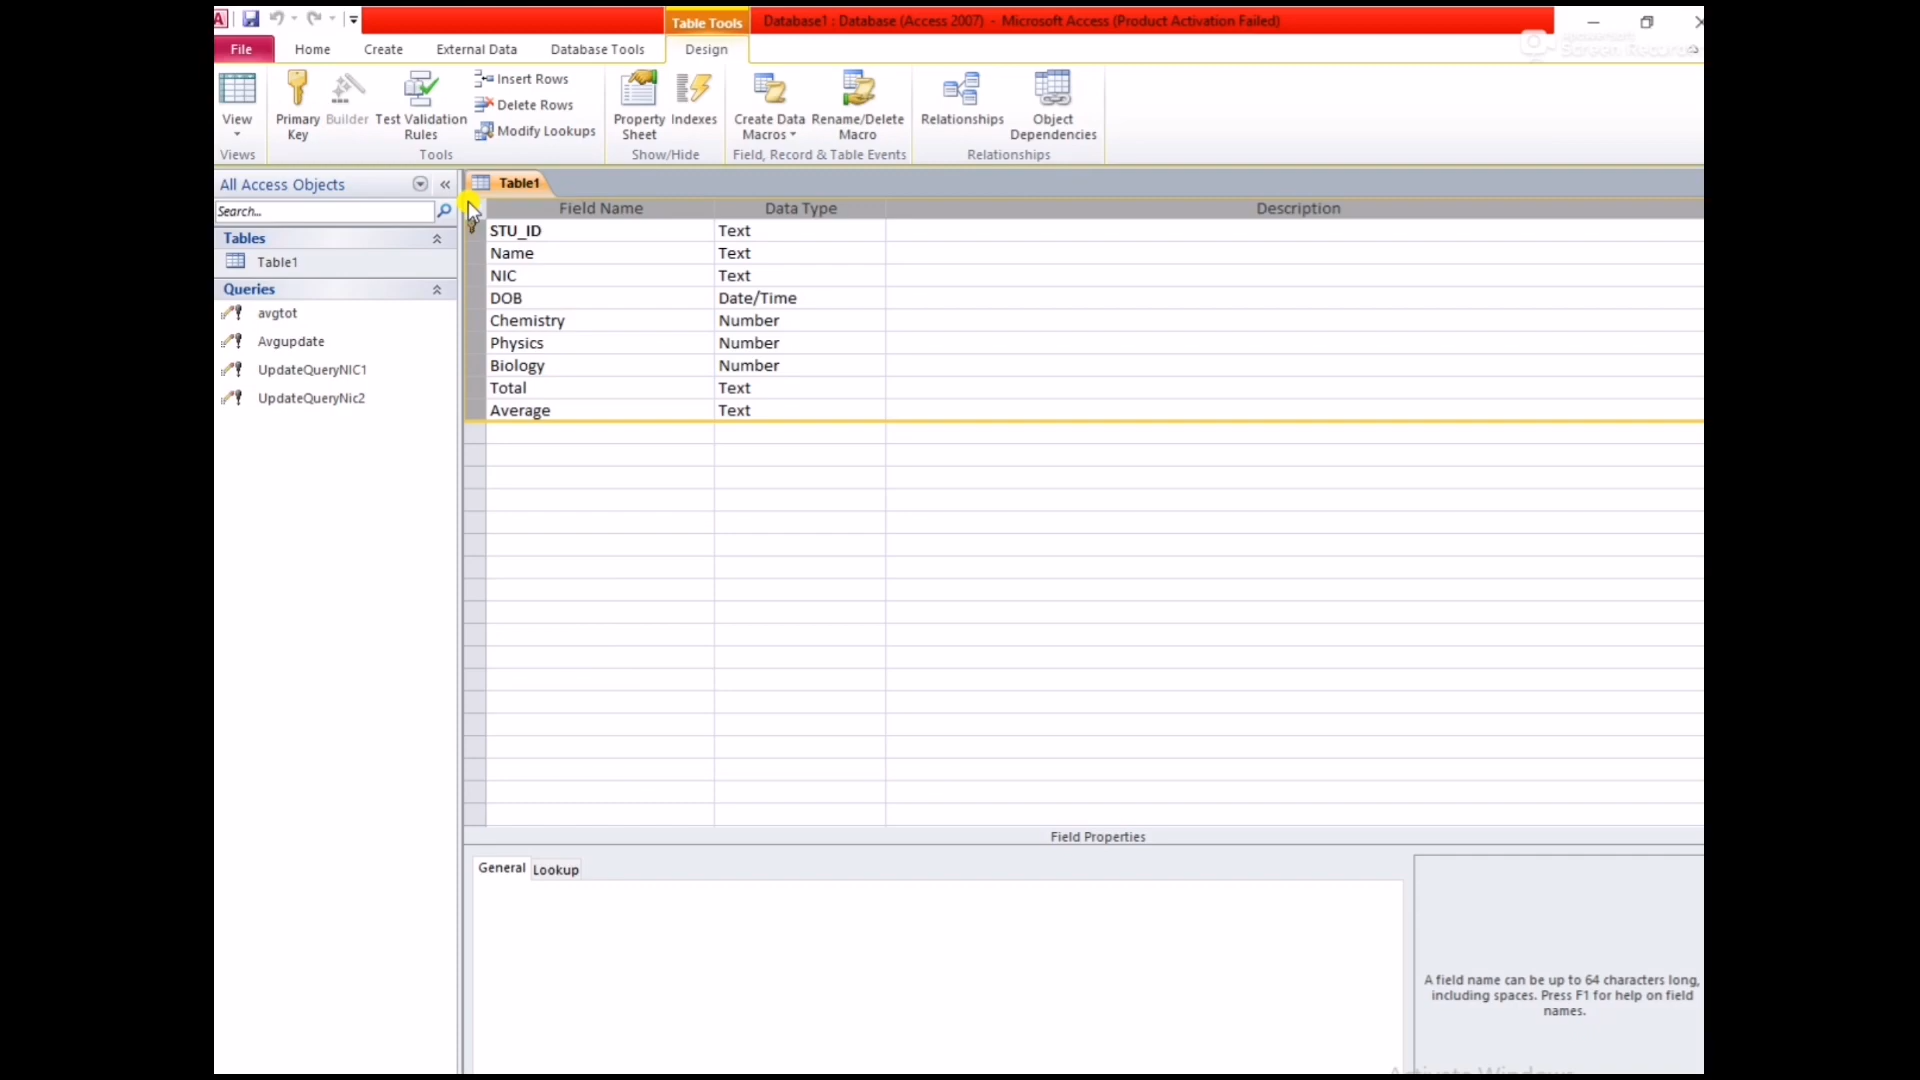 Table Tools
Database1 : Database (Access 2007) - Microsoft Access (Product Activation Failed)
File Home Create External Data Database Tools Design
View
Primary Key
Builder
Test Validation Rules
Insert Rows
Delete Rows
Modify Lookups
Property Sheet
Indexes
Create Data Macros
Rename/Delete Macro
Relationships
Object Dependencies
Views
Tools
Show/Hide
Field, Record & Table Events
Relationships
All Access Objects
Search...
Tables
Table1
Queries
avgtot
Avgupdate
UpdateQueryNIC1
UpdateQueryNic2
Table1
Field Name Data Type Description
STU_ID Text
Name Text
NIC Text
DOB Date/Time
Chemistry Number
Physics Number
Biology Number
Total Text
Average Text
Field Properties
General Lookup
A field name can be up to 64 characters long,
including spaces. Press F1 for help on field
names.